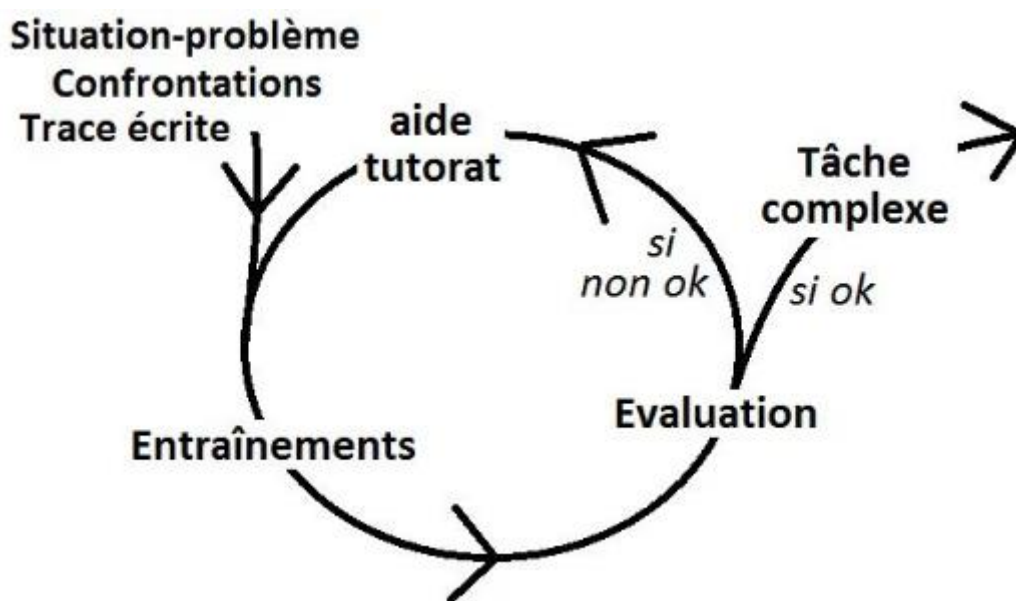 Situation-problème
Confrontations
Trace écrite
aide
tutorat
Tâche
complexe
si
non ok
si ok
Evaluation
Entraînements